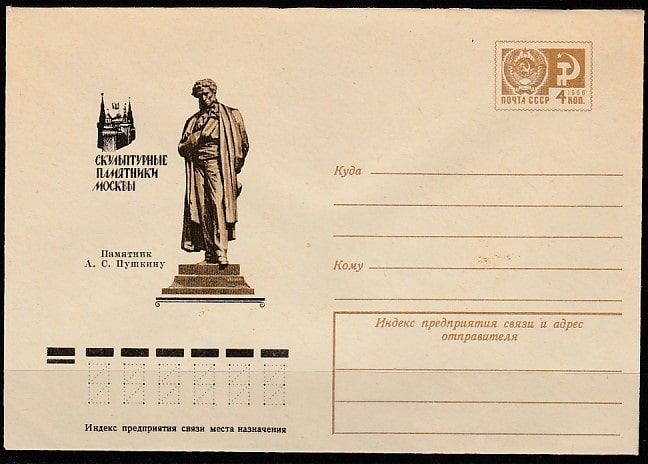 СКУЛЬПТУРНЫЕ
ПАМЯТНИКИ
МОСКВЫ
Памятник
А. С. Пушкину
ПОЧТА СССР
1966
4 КОП.
Куда
Кому
Индекс предприятия связи и адрес
отправителя
Индекс предприятия связи места назначения